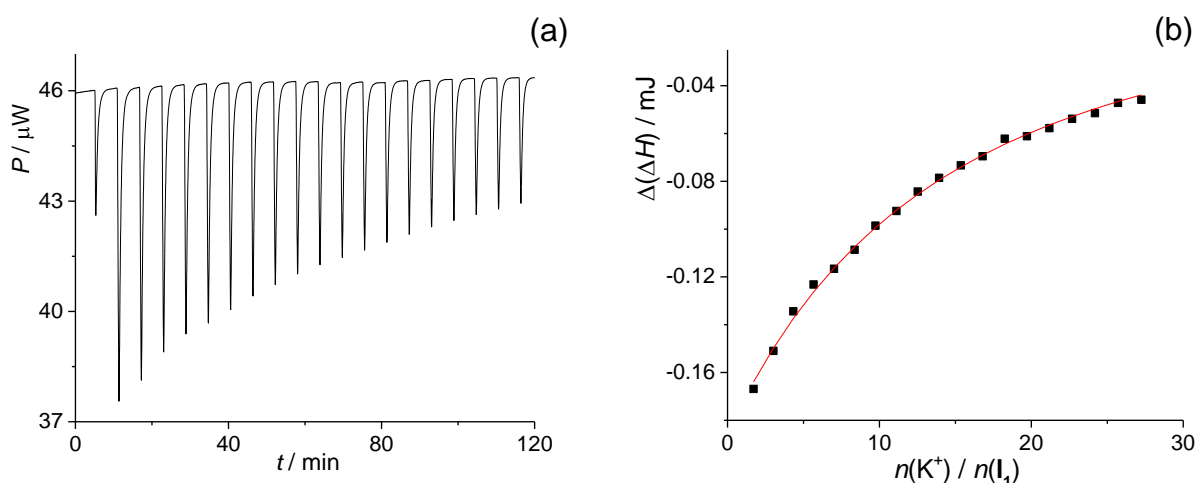 (a)
P / μW
46
43
40
37
0
40
80
120
t / min
(b)
Δ(ΔH) / mJ
-0.04
-0.08
-0.12
-0.16
0
10
20
30
n(K⁺) / n(I₁)